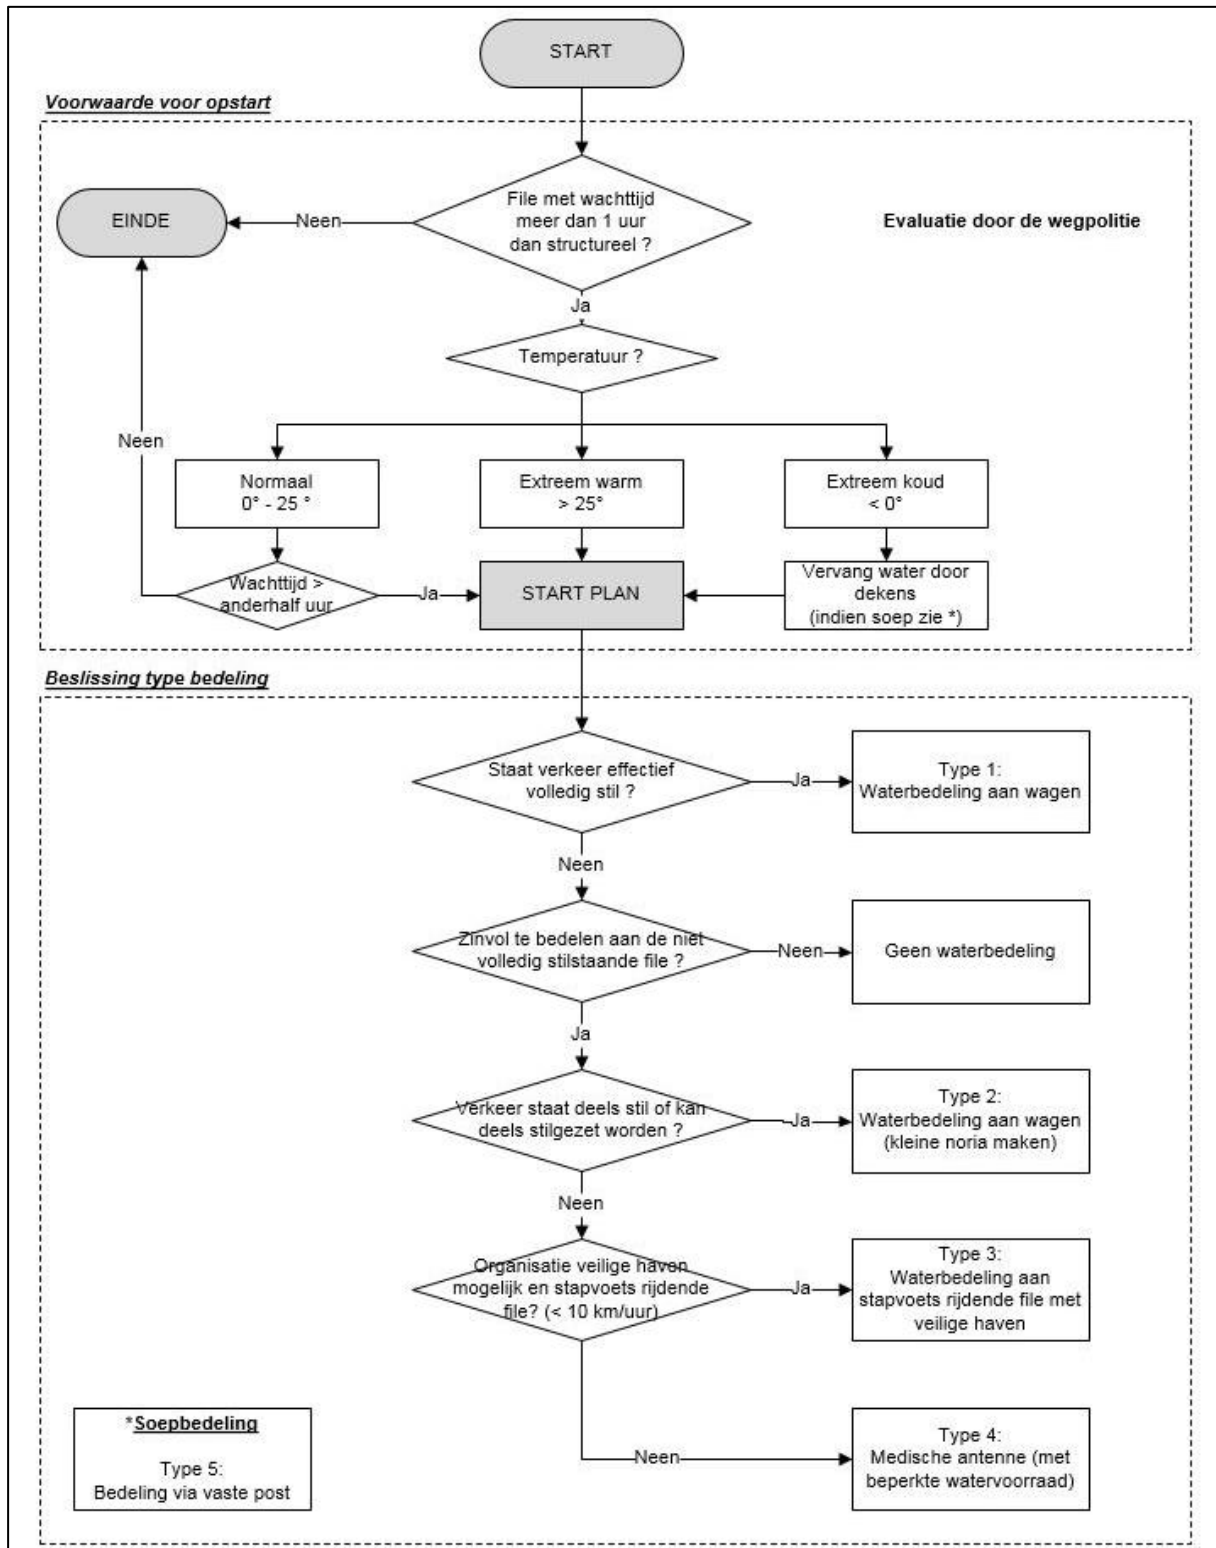 START
Voorwaarde voor opstart
File met wachttijd
meer dan 1 uur
dan structureel ?
EINDE
Neen
Evaluatie door de wegpolitie
Ja
Temperatuur ?
Neen
Normaal
0° - 25 °
Extreem warm
> 25°
Extreem koud
< 0°
Wachttijd >
anderhalf uur
Ja
START PLAN
Vervang water door
dekens
(indien soep zie *)
Beslissing type bedeling
Staat verkeer effectief
volledig stil ?
Ja
Type 1:
Waterbedeling aan wagen
Neen
Zinvol te bedelen aan de niet
volledig stilstaande file ?
Neen
Geen waterbedeling
Ja
Verkeer staat deels stil of kan
deels stilgezet worden ?
Ja
Type 2:
Waterbedeling aan wagen
(kleine noria maken)
Neen
Organisatie veilige haven
mogelijk en stapvoets rijdende
file? (< 10 km/uur)
Ja
Type 3:
Waterbedeling aan
stapvoets rijdende file met
veilige haven
*Soepbedeling
Type 5:
Bedeling via vaste post
Neen
Type 4:
Medische antenne (met
beperkte watervoorraad)